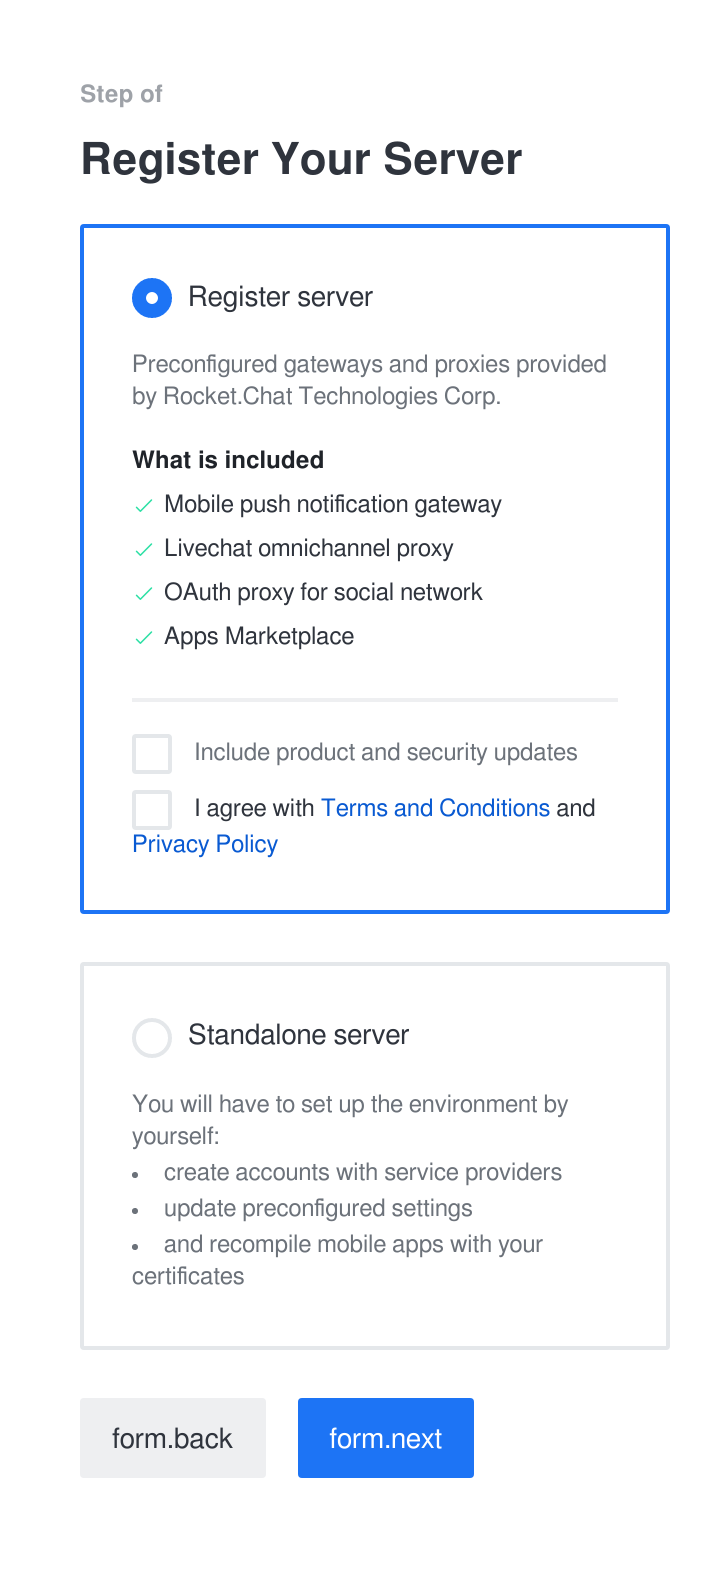 Step of
Register Your Server
Register server
Preconfigured gateways and proxies provided
by Rocket.Chat Technologies Corp.
What is included
Mobile push notification gateway
Livechat omnichannel proxy
OAuth proxy for social network
Apps Marketplace
Include product and security updates
I agree with Terms and Conditions and
Privacy Policy
Standalone server
You will have to set up the environment by
yourself:
• create accounts with service providers
• update preconfigured settings
• and recompile mobile apps with your
certificates
form.back form.next